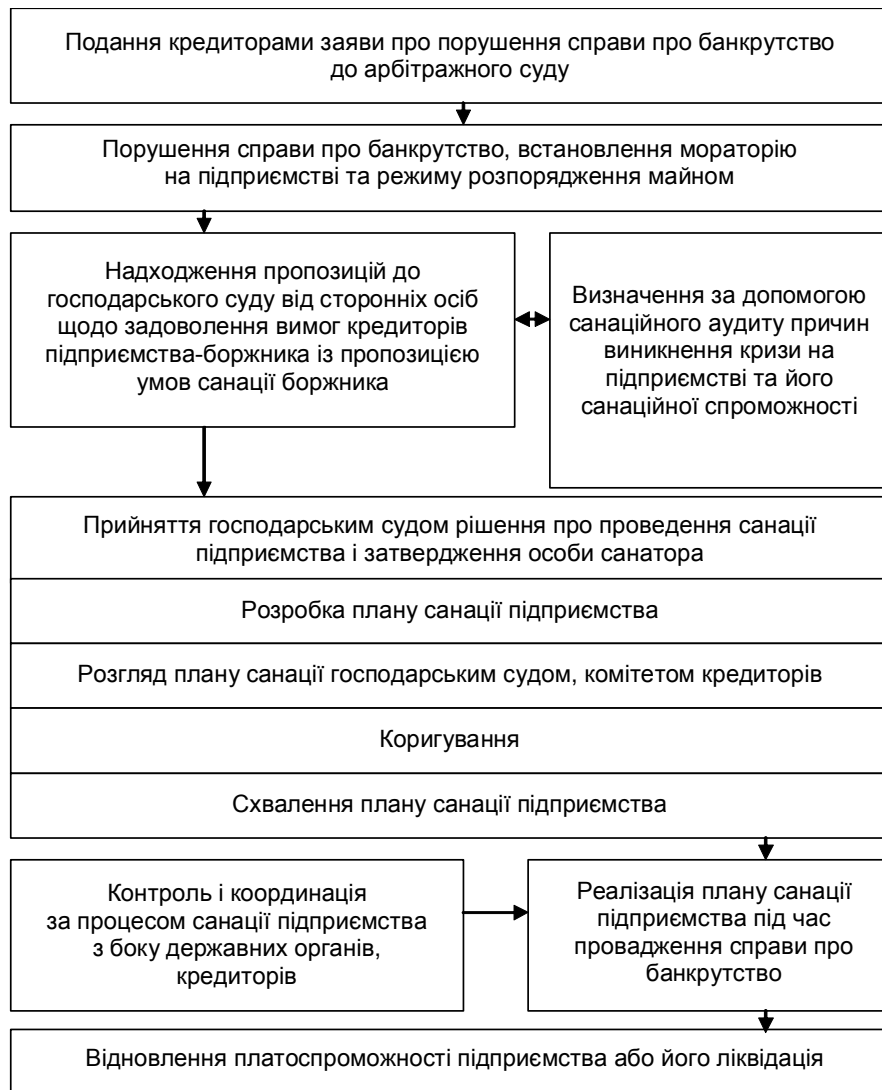 Подання кредиторами заяви про порушення справи про банкрутство
до арбітражного суду
Порушення справи про банкрутство, встановлення мораторію
на підприємстві та режиму розпорядження майном
Надходження пропозицій до
господарського суду від сторонніх осіб
щодо задоволення вимог кредиторів
підприємства-боржника із пропозицією
умов санації боржника
Визначення за допомогою
санаційного аудиту причин
виникнення кризи на
підприємстві та його
санаційної спроможності
Прийняття господарським судом рішення про проведення санації
підприємства і затвердження особи санатора
Розробка плану санації підприємства
Розгляд плану санації господарським судом, комітетом кредиторів
Коригування
Схвалення плану санації підприємства
Контроль і координація
за процесом санації підприємства
з боку державних органів,
кредиторів
Реалізація плану санації
підприємства під час
провадження справи про
банкрутство
Відновлення платоспроможності підприємства або його ліквідація